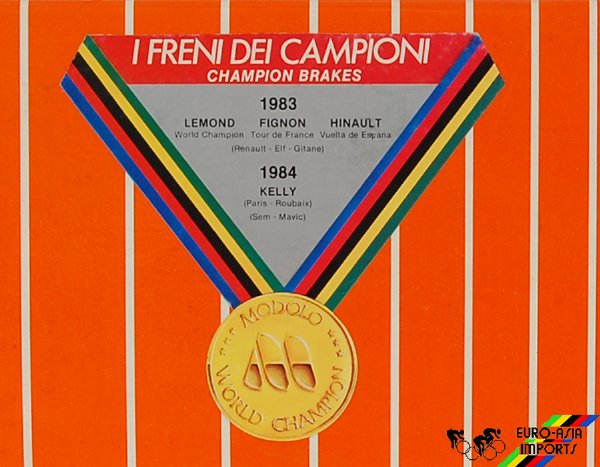 I FRENI DEI CAMPIONI
CHAMPION BRAKES
1983
LEMOND FIGNON HINAULT
World Champion Tour de France Vuelta de Espana
(Renault - Elf - Gitane)
1984
KELLY
(Paris - Roubaix)
(Sem - Mavic)
MODOLO
WORLD CHAMPION
EURO-ASIA
IMPORTS